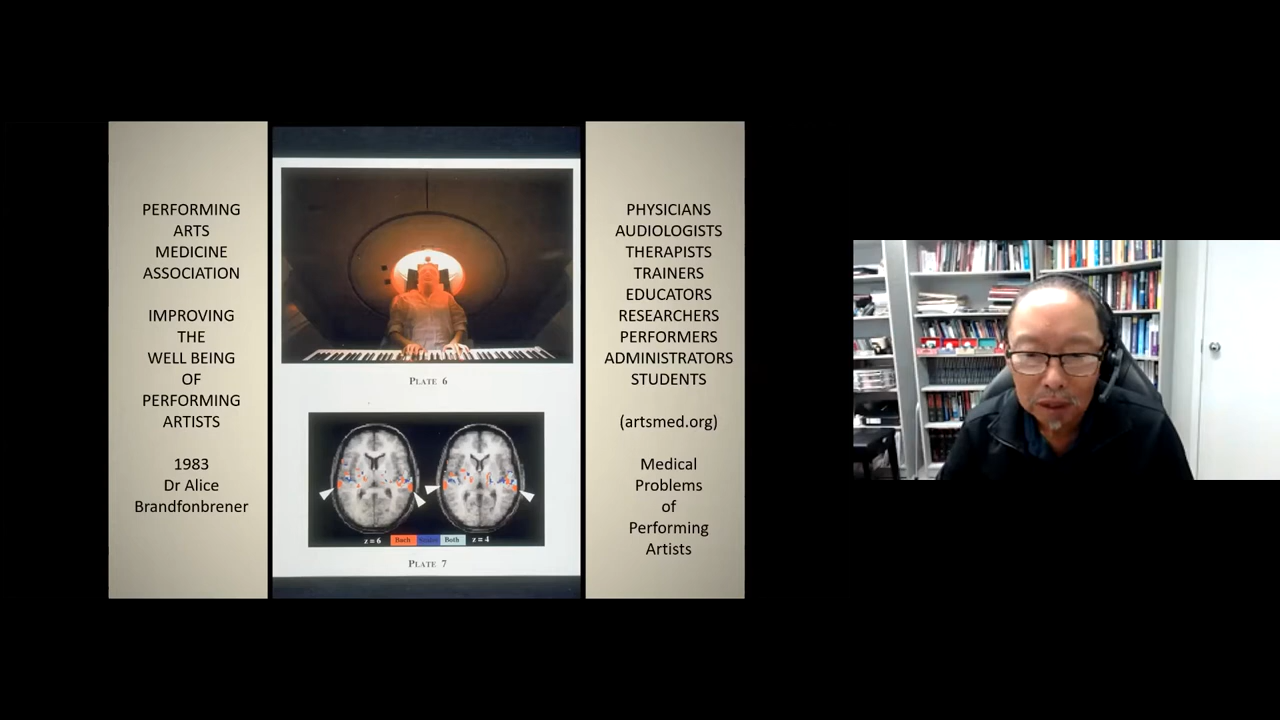 PERFORMING
ARTS
MEDICINE
ASSOCIATION
IMPROVING
THE
WELL BEING
OF
PERFORMING
ARTISTS
1983
Dr Alice
Brandfonbrener
PLATE 6
z = 6 Bach Scales Both z = 4
PLATE 7
PHYSICIANS
AUDIOLOGISTS
THERAPISTS
TRAINERS
EDUCATORS
RESEARCHERS
PERFORMERS
ADMINISTRATORS
STUDENTS
(artsmed.org)
Medical
Problems
of
Performing
Artists